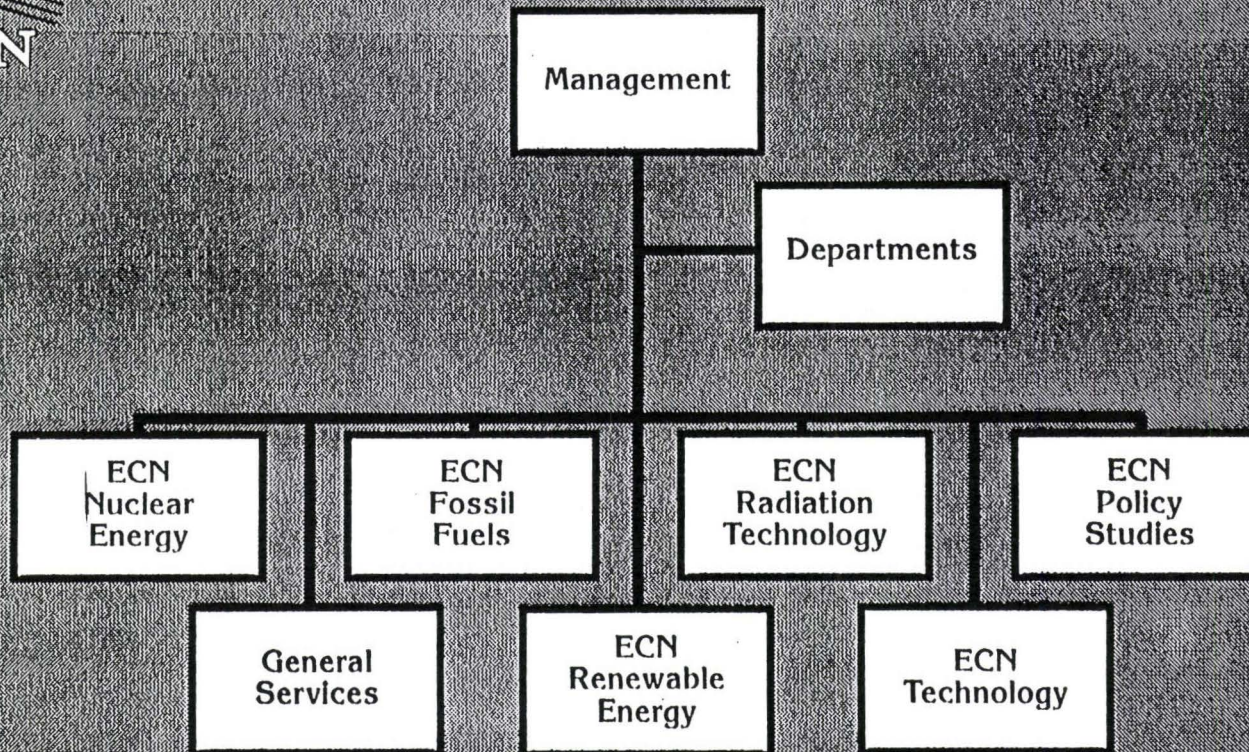 N
Management
Departments
ECN
Nuclear
Energy
ECN
Fossil
Fuels
ECN
Radiation
Technology
ECN
Policy
Studies
General
Services
ECN
Renewable
Energy
ECN
Technology